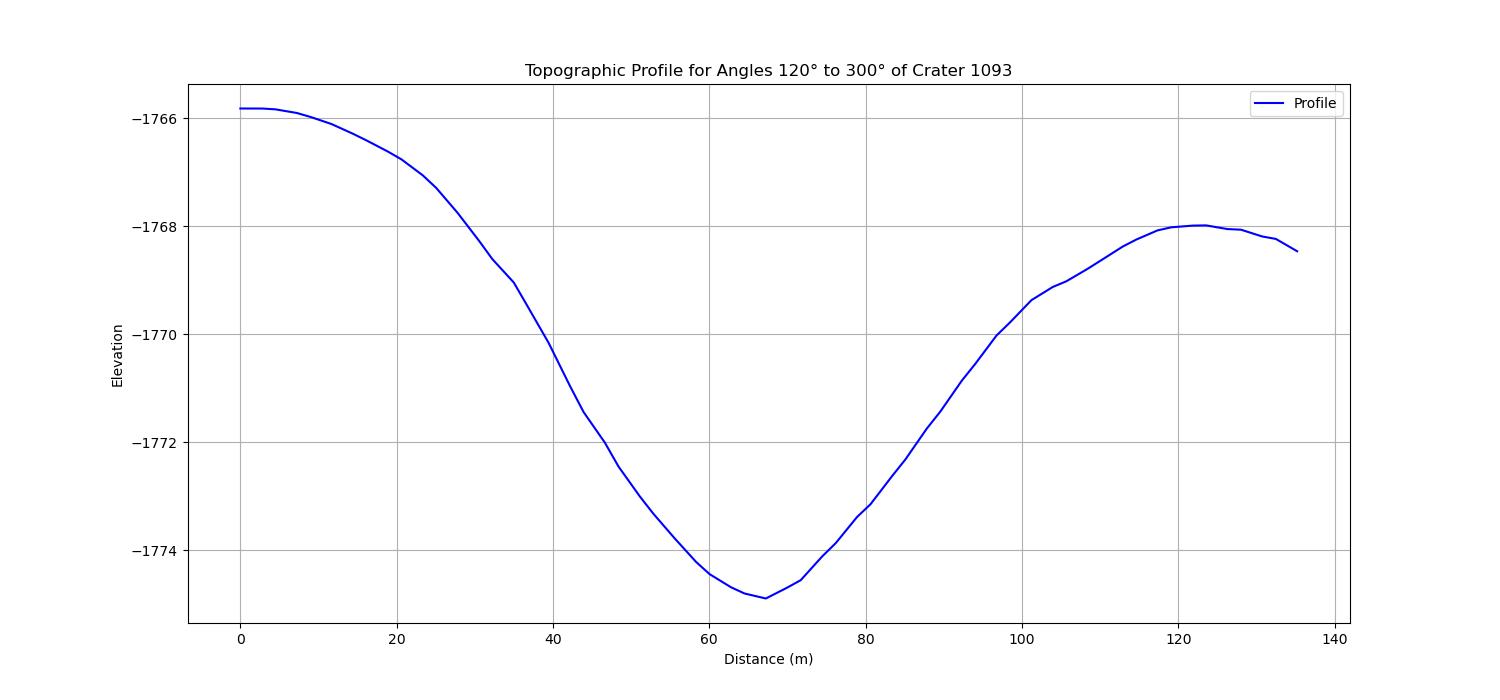 Topographic Profile for Angles 120° to 300° of Crater 1093
Profile
−1766
−1768
−1770
−1772
−1774
Elevation
0 20 40 60 80 100 120 140
Distance (m)